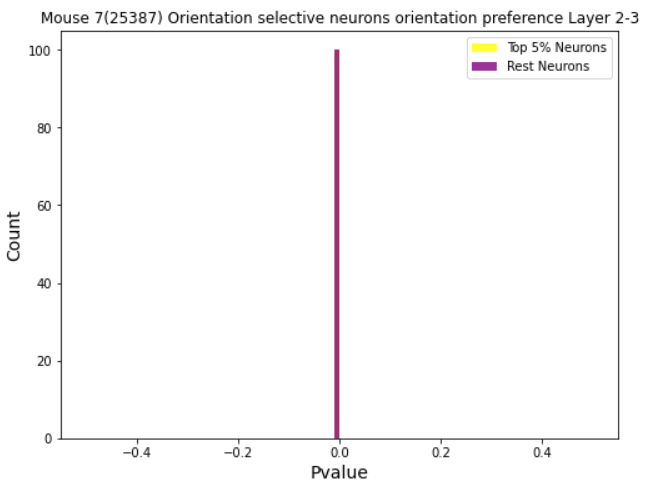 Mouse 7(25387) Orientation selective neurons orientation preference Layer 2-3
Top 5% Neurons
Rest Neurons
100
80
60
40
20
0
Count
−0.4 −0.2 0.0 0.2 0.4
Pvalue